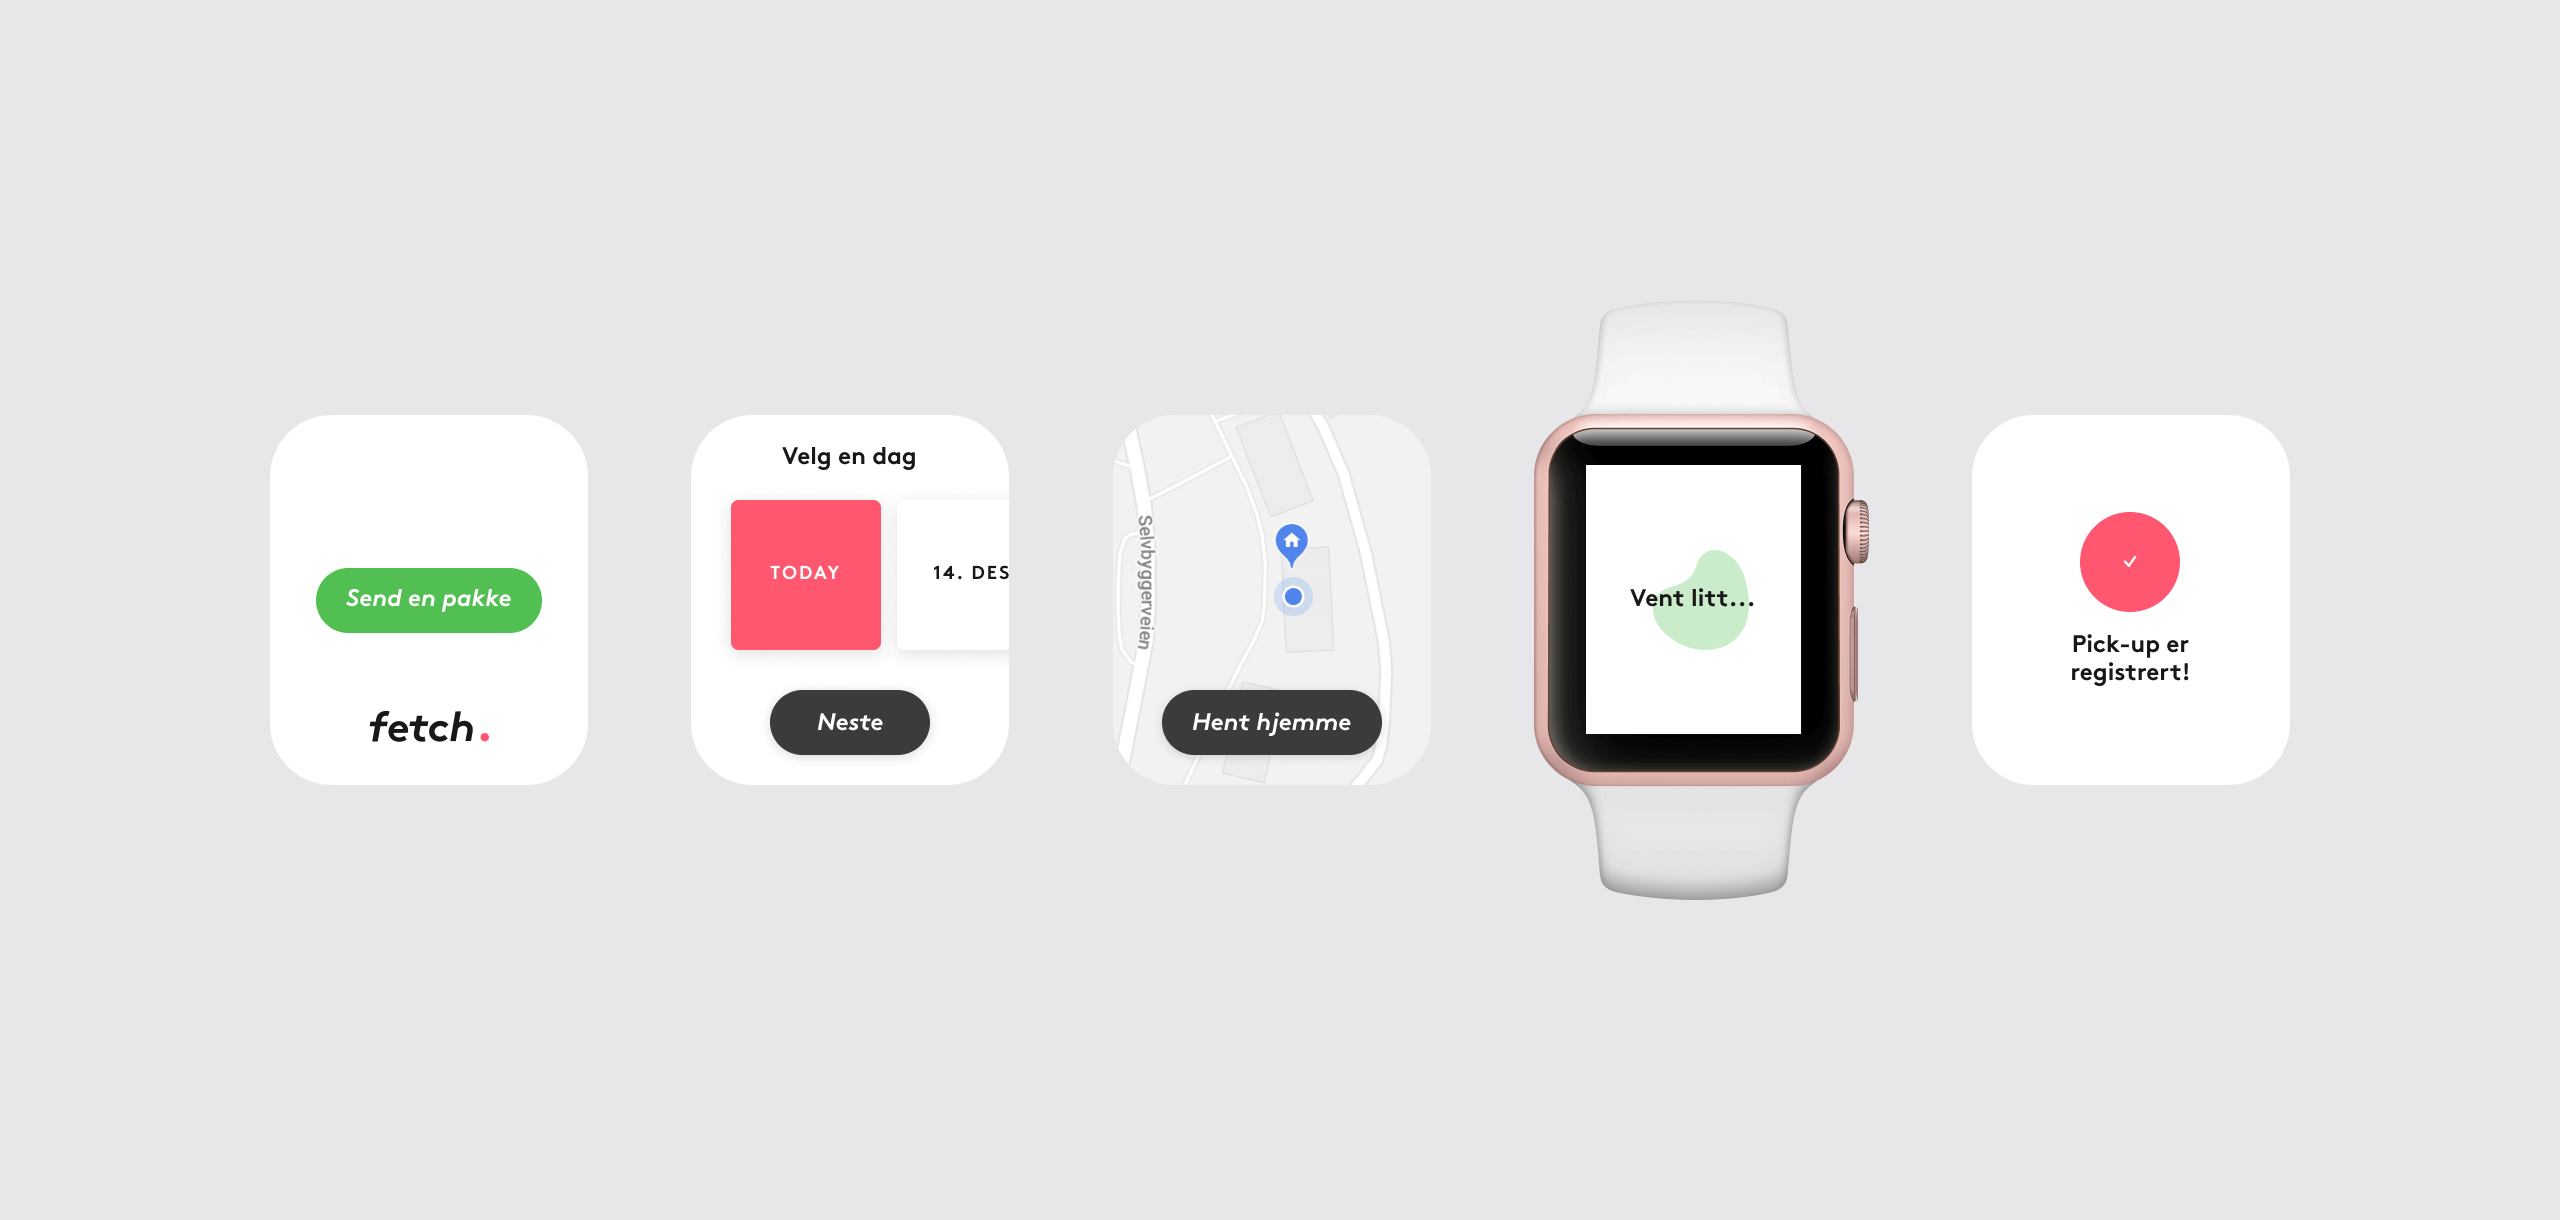 Send en pakke
fetch.
Velg en dag
TODAY
14. DES
Neste
Selvbyggerveien
Hent hjemme
Vent litt...
Pick-up er
registrert!